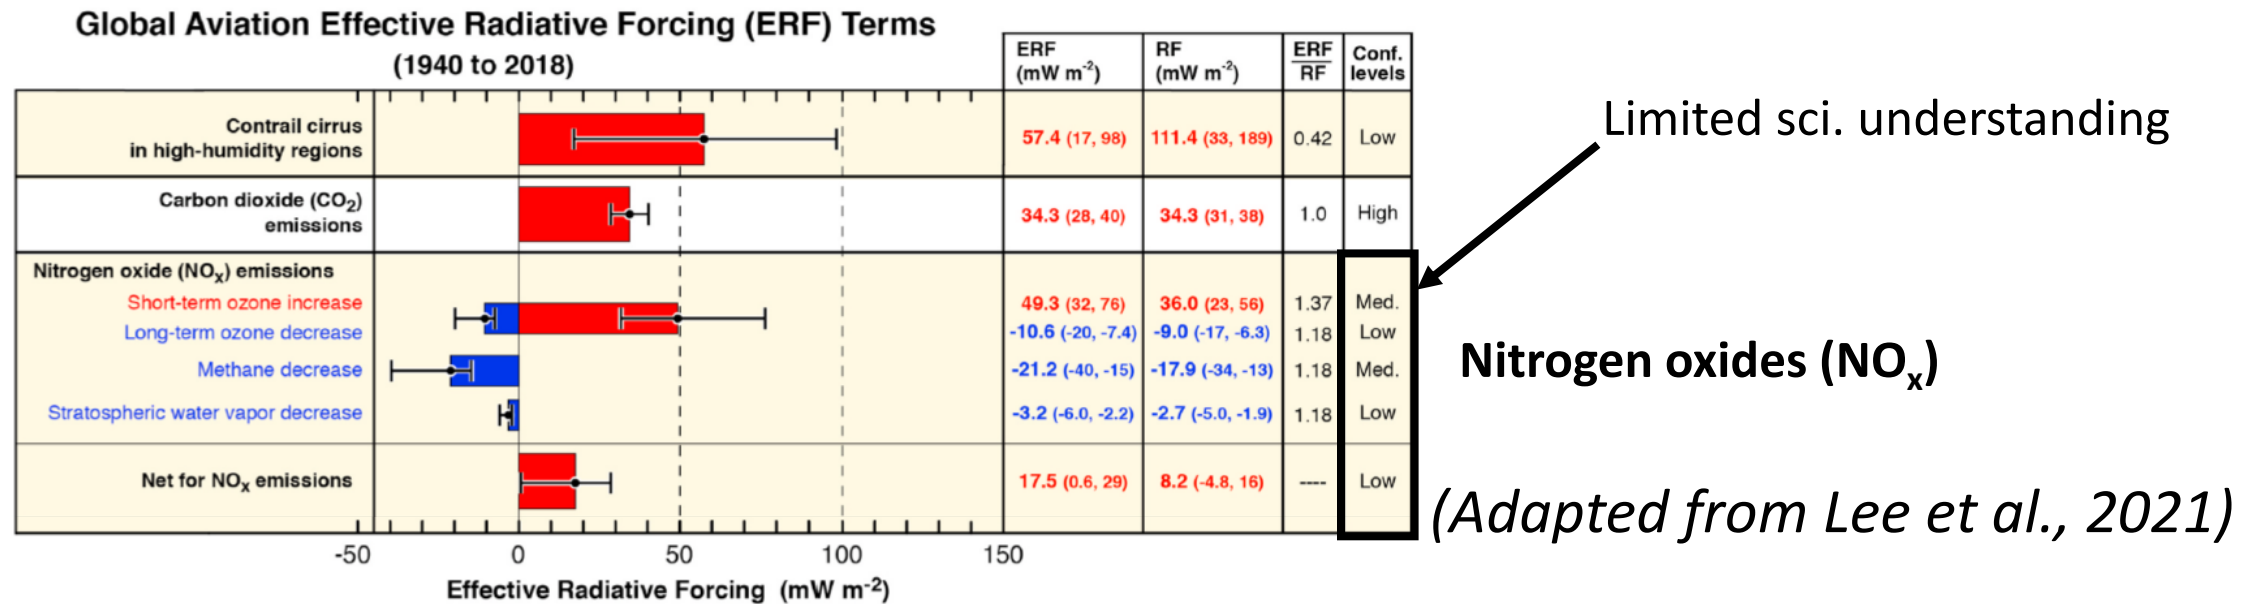 Global Aviation Effective Radiative Forcing (ERF) Terms
(1940 to 2018)
ERF
(mW m-2)
RF
(mW m-2)
ERF
RF
Conf.
levels
Contrail cirrus
in high-humidity regions
57.4 (17, 98) 111.4 (33, 189) 0.42 Low
Limited sci. understanding
Carbon dioxide (CO2)
emissions
34.3 (28, 40) 34.3 (31, 38) 1.0 High
Nitrogen oxide (NOx) emissions
Short-term ozone increase 49.3 (32, 76) 36.0 (23, 56) 1.37 Med.
Long-term ozone decrease -10.6 (-20, -7.4) -9.0 (-17, -6.3) 1.18 Low
Methane decrease -21.2 (-40, -15) -17.9 (-34, -13) 1.18 Med.
Nitrogen oxides (NOx)
Stratospheric water vapor decrease -3.2 (-6.0, -2.2) -2.7 (-5.0, -1.9) 1.18 Low
Net for NOx emissions 17.5 (0.6, 29) 8.2 (-4.8, 16) ---- Low
(Adapted from Lee et al., 2021)
-50 0 50 100 150
Effective Radiative Forcing (mW m-2)